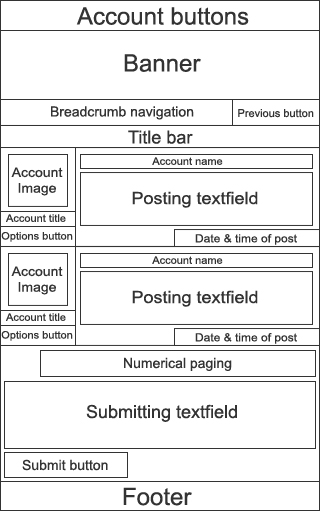 Account buttons
Banner
Breadcrumb navigation
Previous button
Title bar
Account
Image
Account title
Options button
Account name
Posting textfield
Date & time of post
Account
Image
Account title
Options button
Account name
Posting textfield
Date & time of post
Numerical paging
Submitting textfield
Submit button
Footer